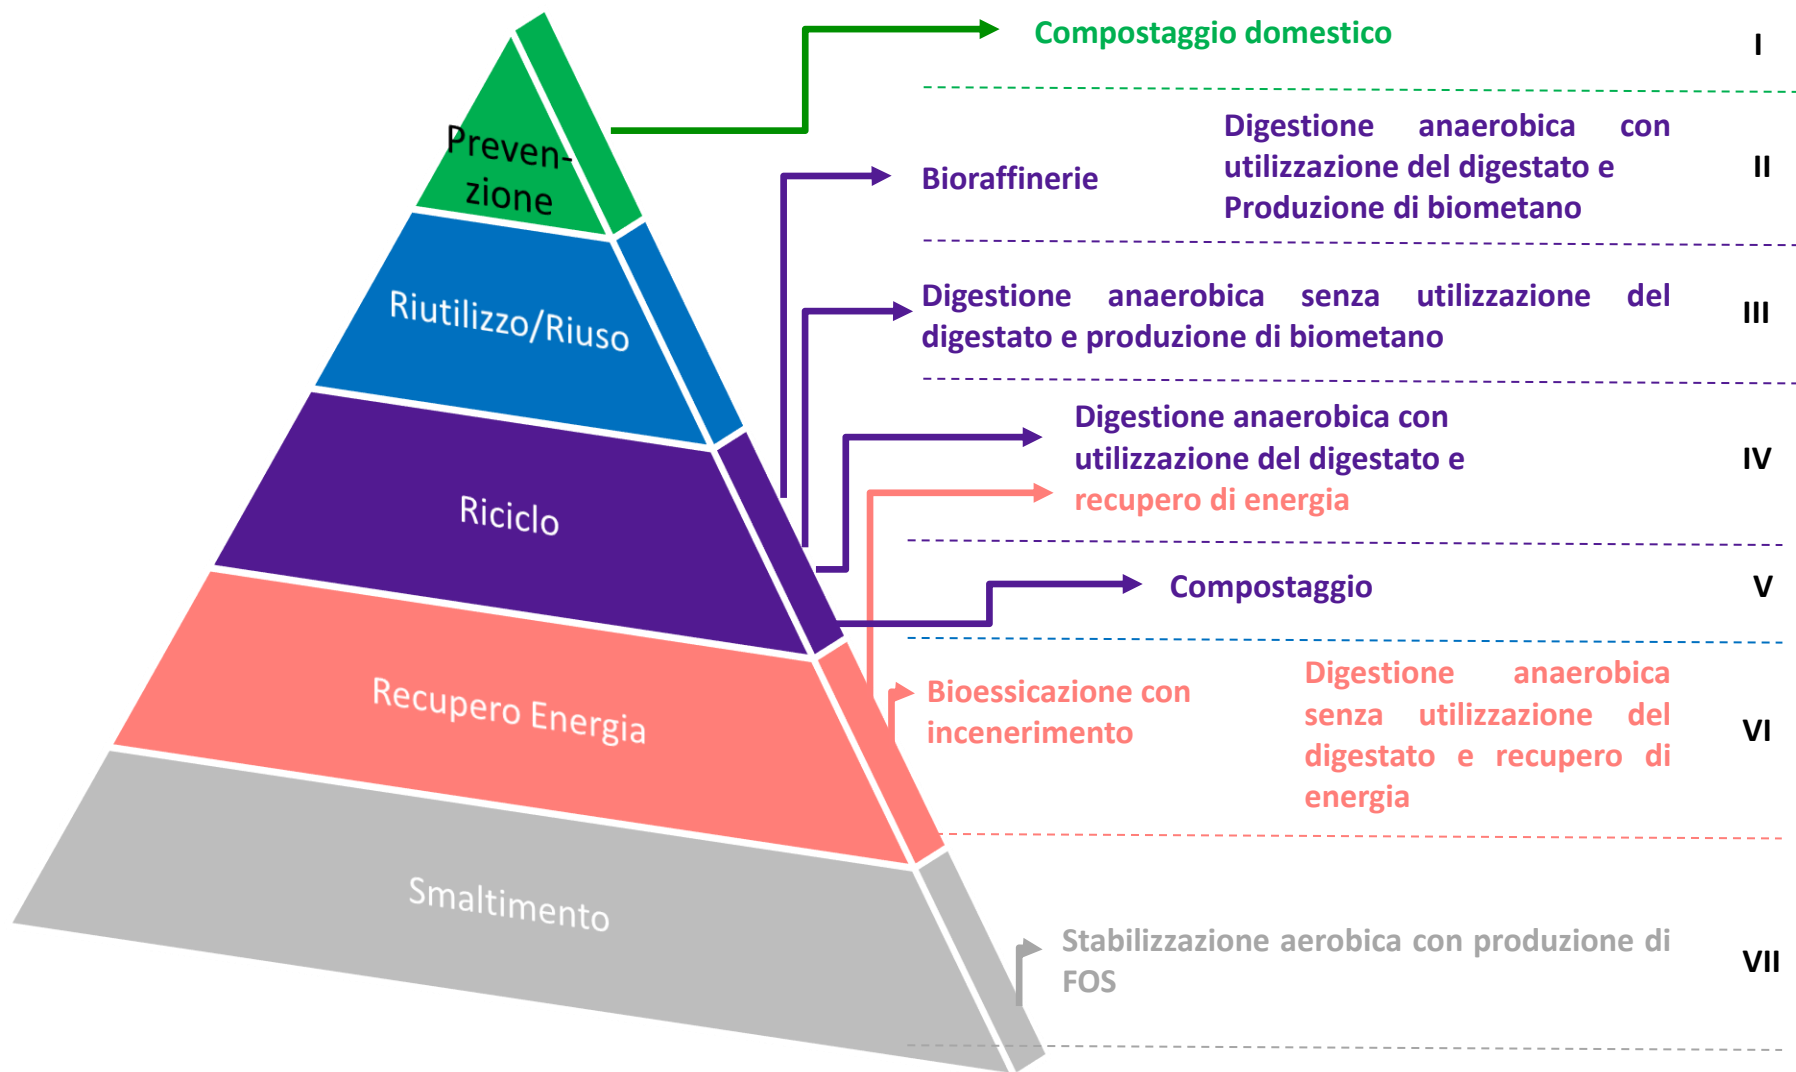 Preven-
zione
Riutilizzo/Riuso
Riciclo
Recupero Energia
Smaltimento
Compostaggio domestico
I
Bioraffinerie
Digestione anaerobica con
utilizzazione del digestato e
Produzione di biometano
II
Digestione anaerobica senza utilizzazione del
digestato e produzione di biometano
III
Digestione anaerobica con
utilizzazione del digestato e
recupero di energia
IV
Compostaggio
V
Bioessicazione con
incenerimento
Digestione anaerobica
senza utilizzazione del
digestato e recupero di
energia
VI
Stabilizzazione aerobica con produzione di
FOS
VII